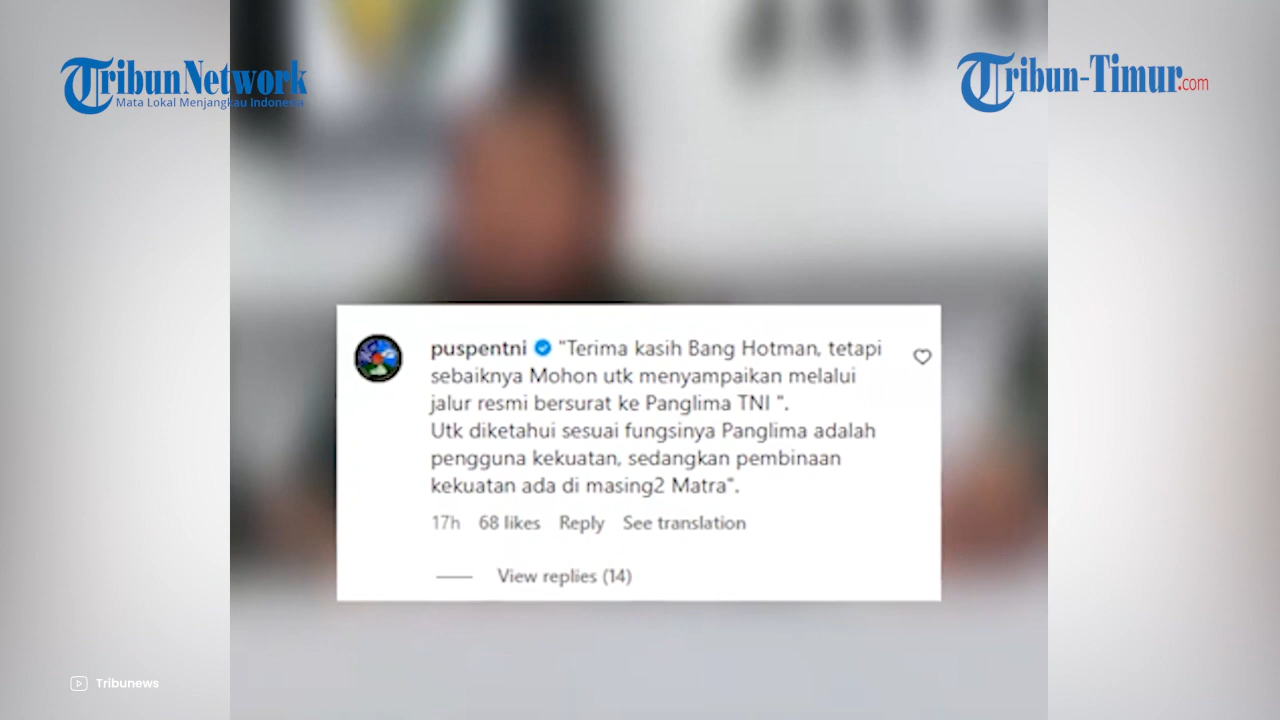 TribunNetwork
Mata Lokal Menjangkau Indonesia
Tribun-Timur.com
puspentni "Terima kasih Bang Hotman, tetapi
sebaiknya Mohon utk menyampaikan melalui
jalur resmi bersurat ke Panglima TNI ".
Utk diketahui sesuai fungsinya Panglima adalah
pengguna kekuatan, sedangkan pembinaan
kekuatan ada di masing2 Matra".
17h 68 likes Reply See translation
View replies (14)
Tribunews